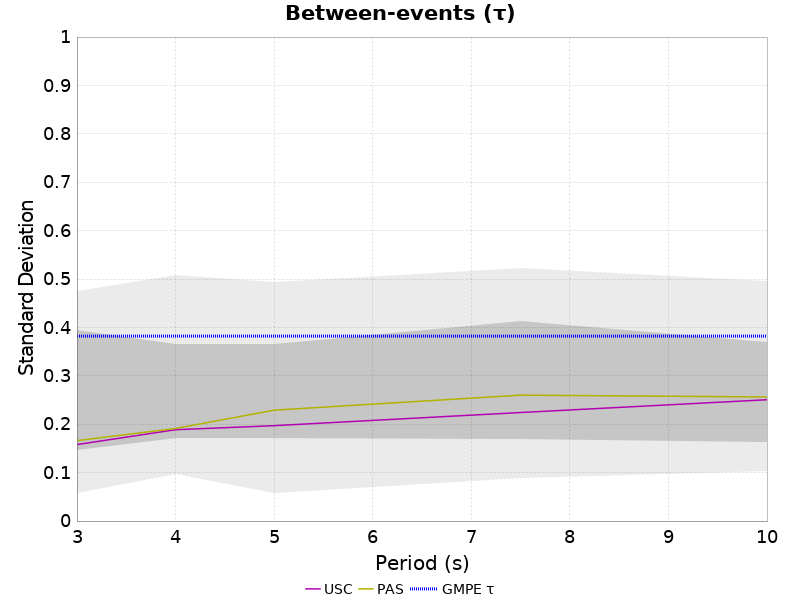 Between-events (τ)
Standard Deviation
1
0.9
0.8
0.7
0.6
0.5
0.4
0.3
0.2
0.1
0
3 4 5 6 7 8 9 10
Period (s)
USC PAS GMPE τ